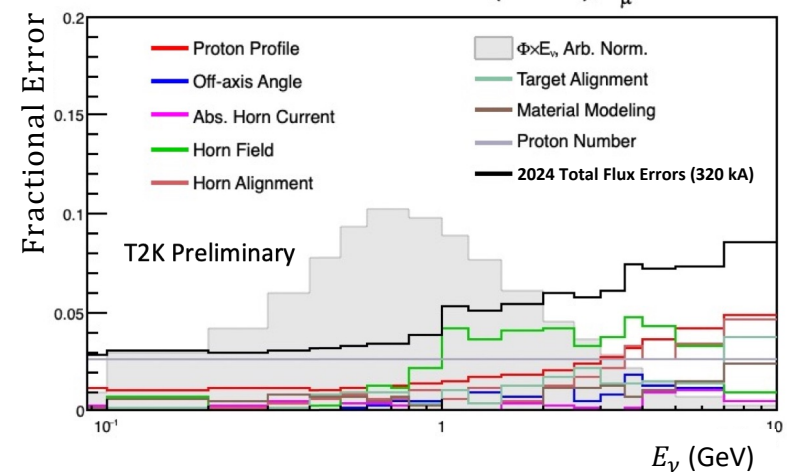 μ
0.2
0.15
0.1
0.05
0
Fractional Error
Proton Profile
Off-axis Angle
Abs. Horn Current
Horn Field
Horn Alignment
Φ×Eν, Arb. Norm.
Target Alignment
Material Modeling
Proton Number
2024 Total Flux Errors (320 kA)
T2K Preliminary
10⁻¹
1
10
Eν (GeV)